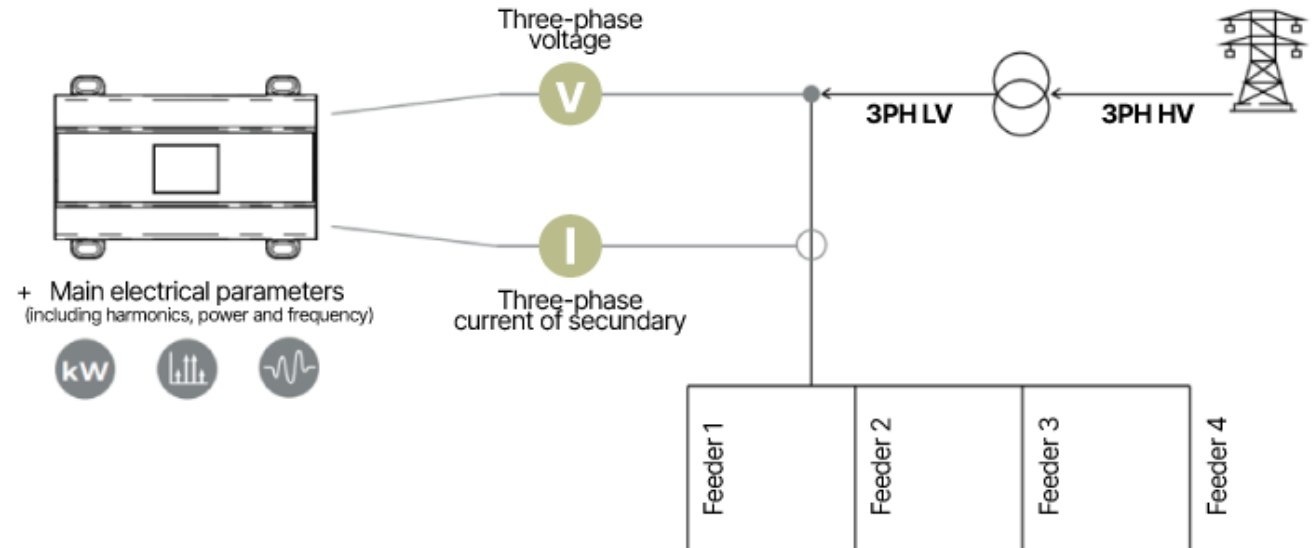 Three-phase
voltage
V
3PH LV
3PH HV
I
Three-phase
current of secundary
+ Main electrical parameters
(including harmonics, power and frequency)
kW
Feeder 1
Feeder 2
Feeder 3
Feeder 4